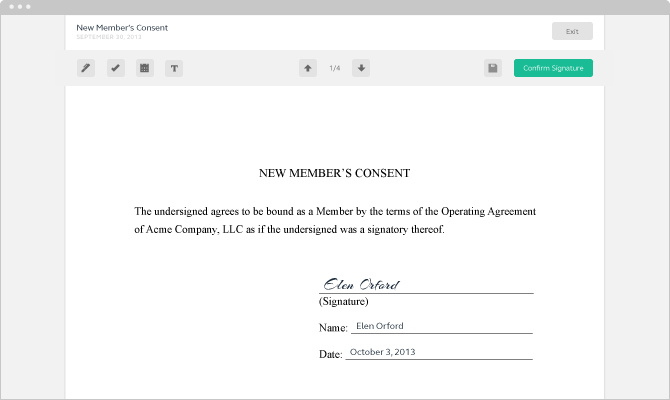 New Member's Consent
SEPTEMBER 30, 2013
Exit
T
1/4
Confirm Signature
NEW MEMBER'S CONSENT
The undersigned agrees to be bound as a Member by the terms of the Operating Agreement
of Acme Company, LLC as if the undersigned was a signatory thereof.
Elen Orford
(Signature)
Name: Elen Orford
Date: October 3, 2013